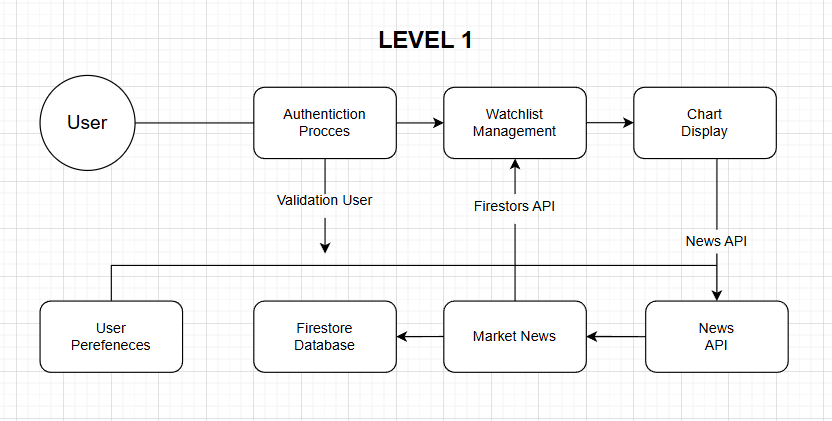 LEVEL 1
User
Authentiction
Procces
Watchlist
Management
Chart
Display
Validation User
Firestors API
News API
User
Perefeneces
Firestore
Database
Market News
News
API